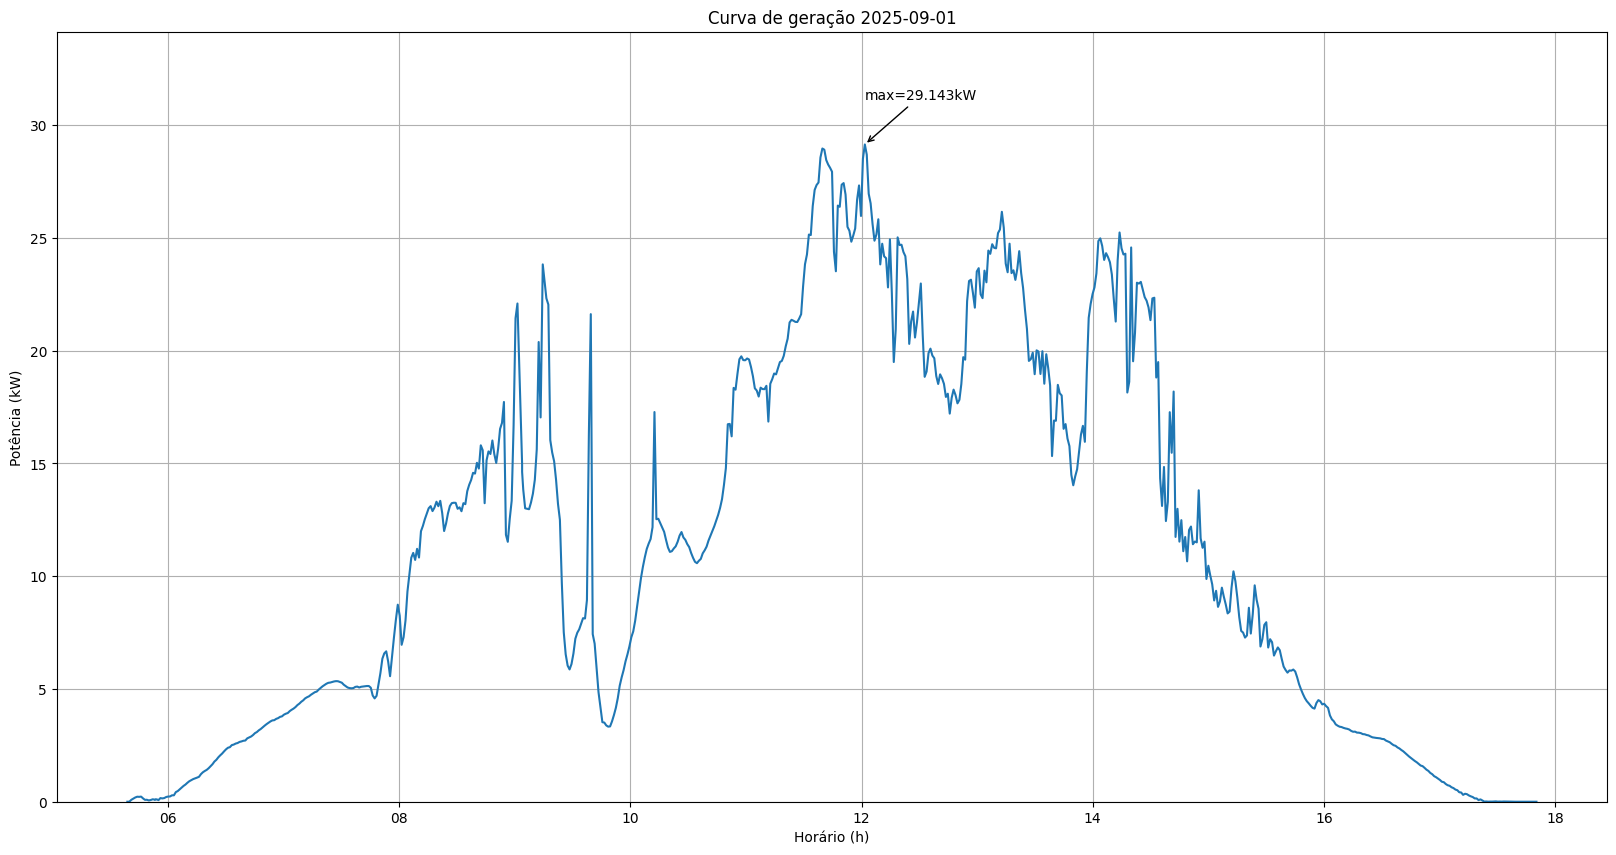 Curva de geração 2025-09-01
max=29.143kW
Potência (kW)
30
25
20
15
10
5
0
06 08 10 12 14 16 18
Horário (h)